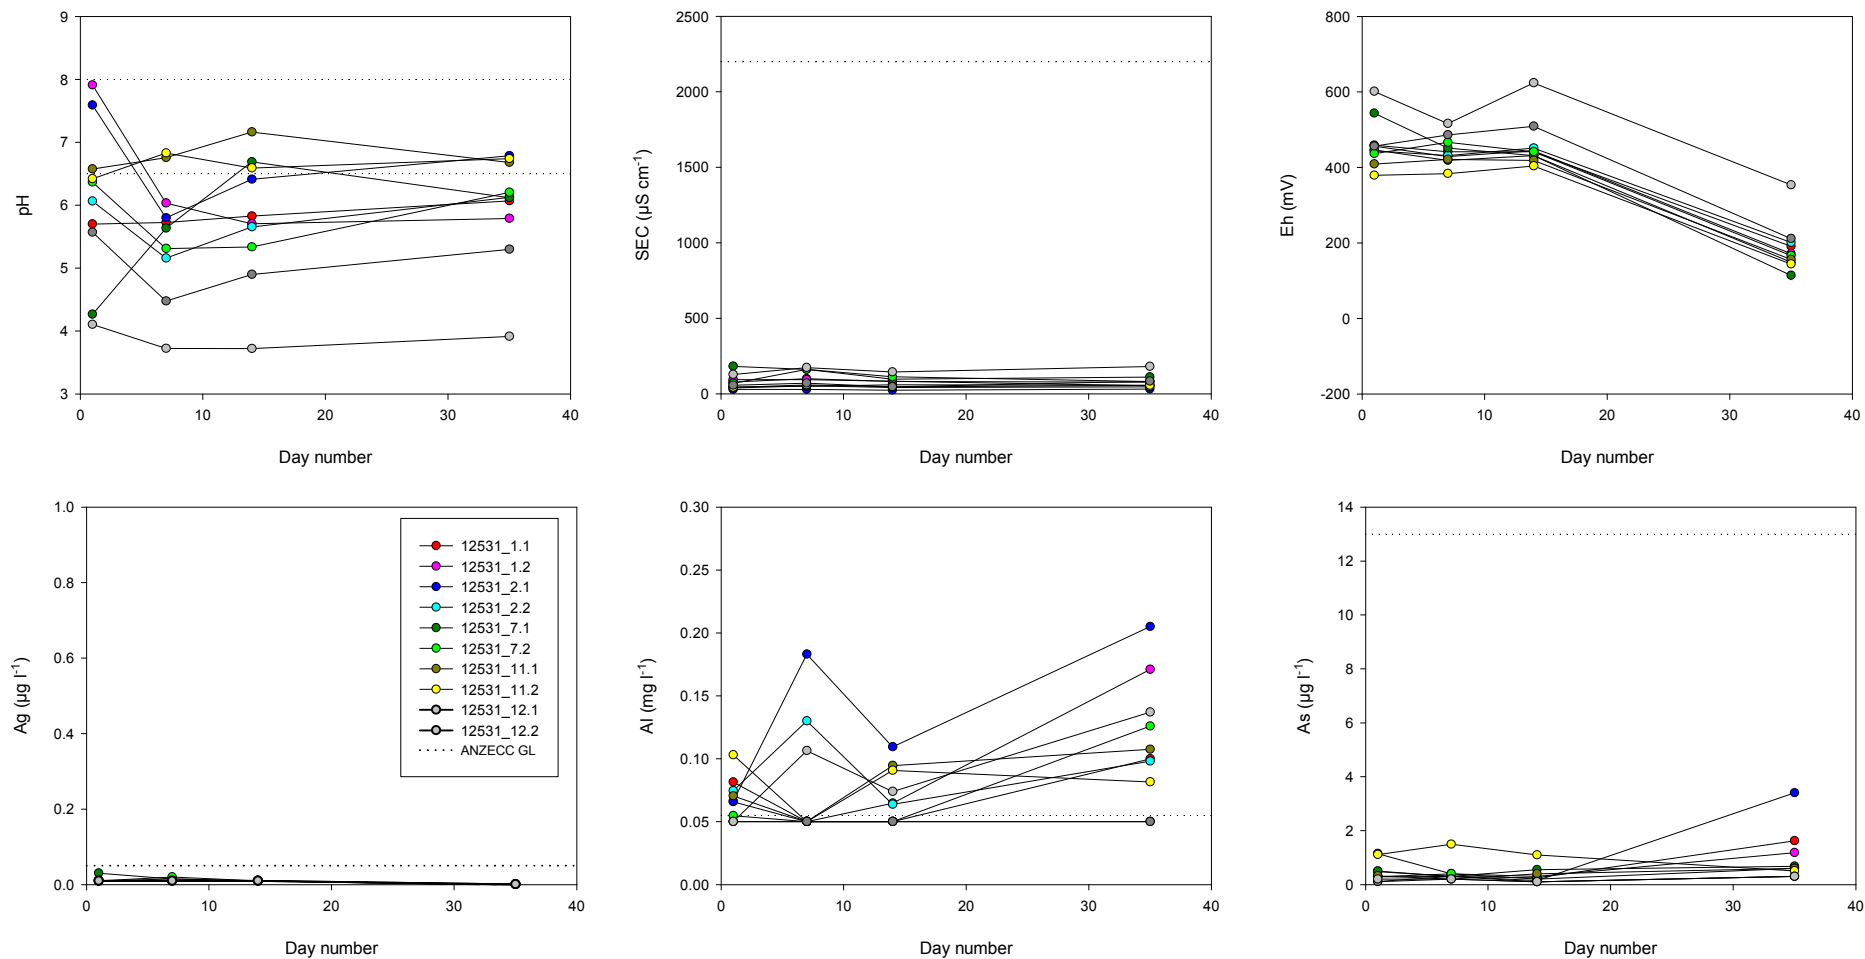 9
8
7
6
5
4
3
pH
0 10 20 30 40
Day number
2500
2000
1500
1000
500
0
SEC (µS cm⁻¹)
0 10 20 30 40
Day number
800
600
400
200
0
-200
Eh (mV)
0 10 20 30 40
Day number
1.0
0.8
0.6
0.4
0.2
0.0
Ag (µg l⁻¹)
12531_1.1
12531_1.2
12531_2.1
12531_2.2
12531_7.1
12531_7.2
12531_11.1
12531_11.2
12531_12.1
12531_12.2
ANZECC GL
0 10 20 30 40
Day number
0.30
0.25
0.20
0.15
0.10
0.05
0.00
Al (mg l⁻¹)
0 10 20 30 40
Day number
14
12
10
8
6
4
2
0
As (µg l⁻¹)
0 10 20 30 40
Day number